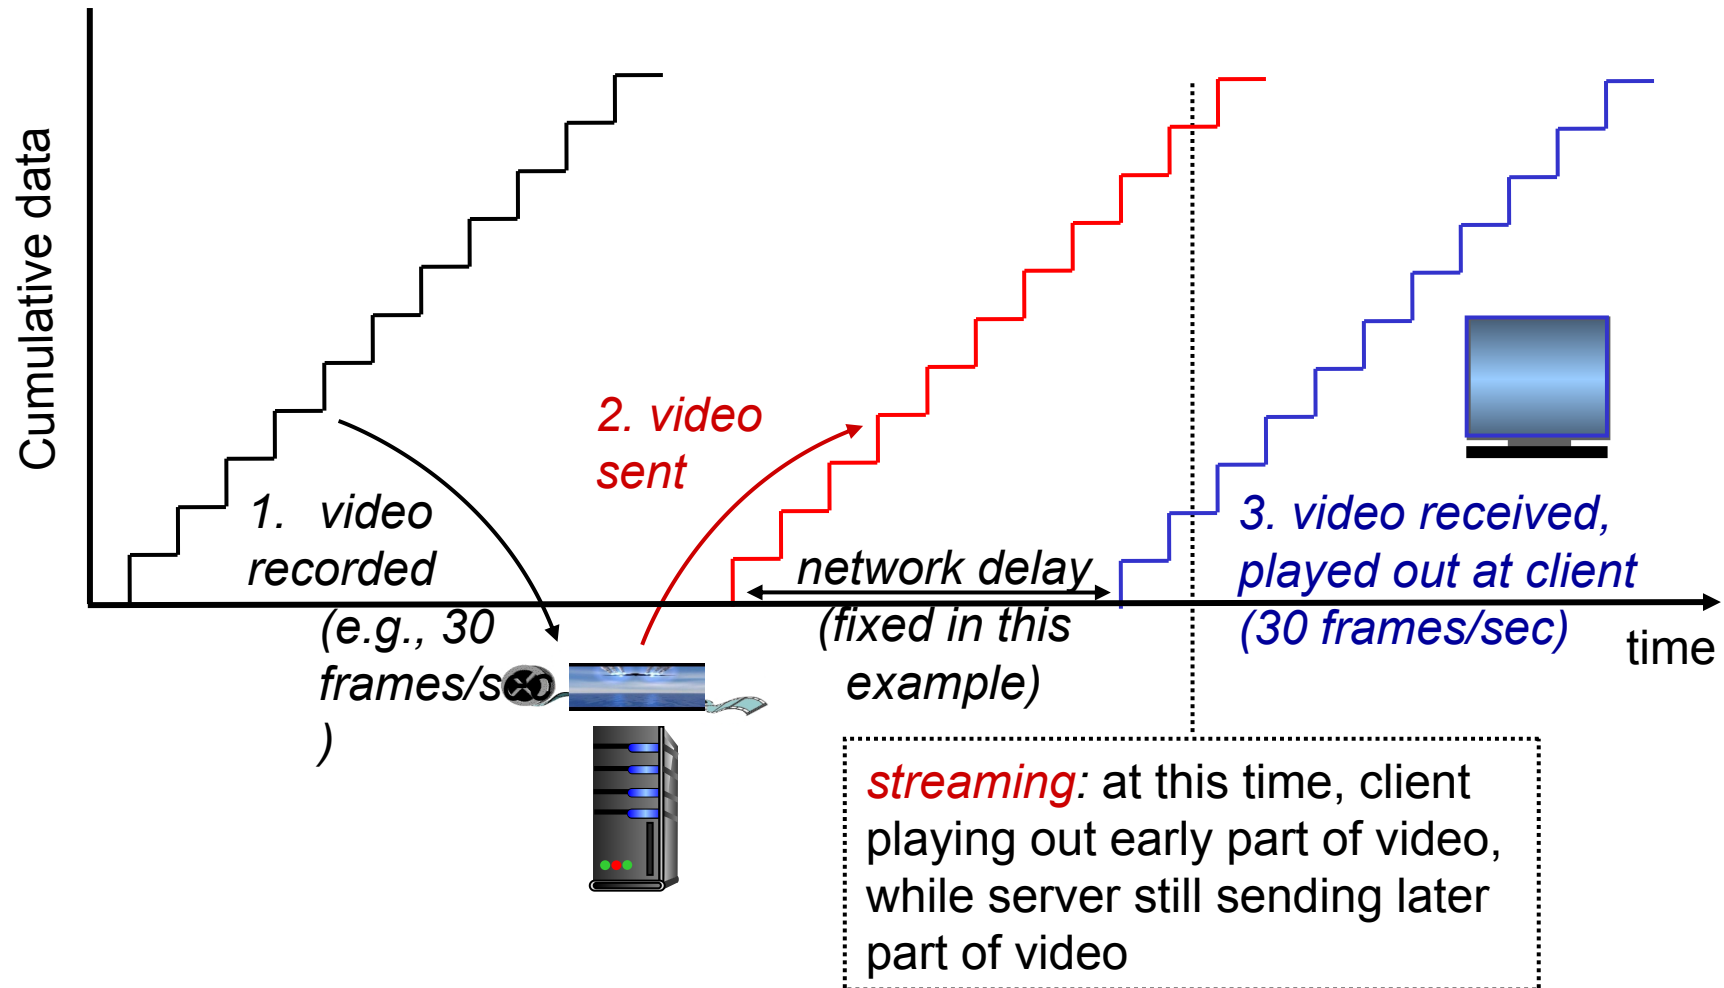 Cumulative data
1. video
recorded
(e.g., 30
frames/sec
)
2. video
sent
network delay
(fixed in this
example)
3. video received,
played out at client
(30 frames/sec)
time
streaming: at this time, client
playing out early part of video,
while server still sending later
part of video